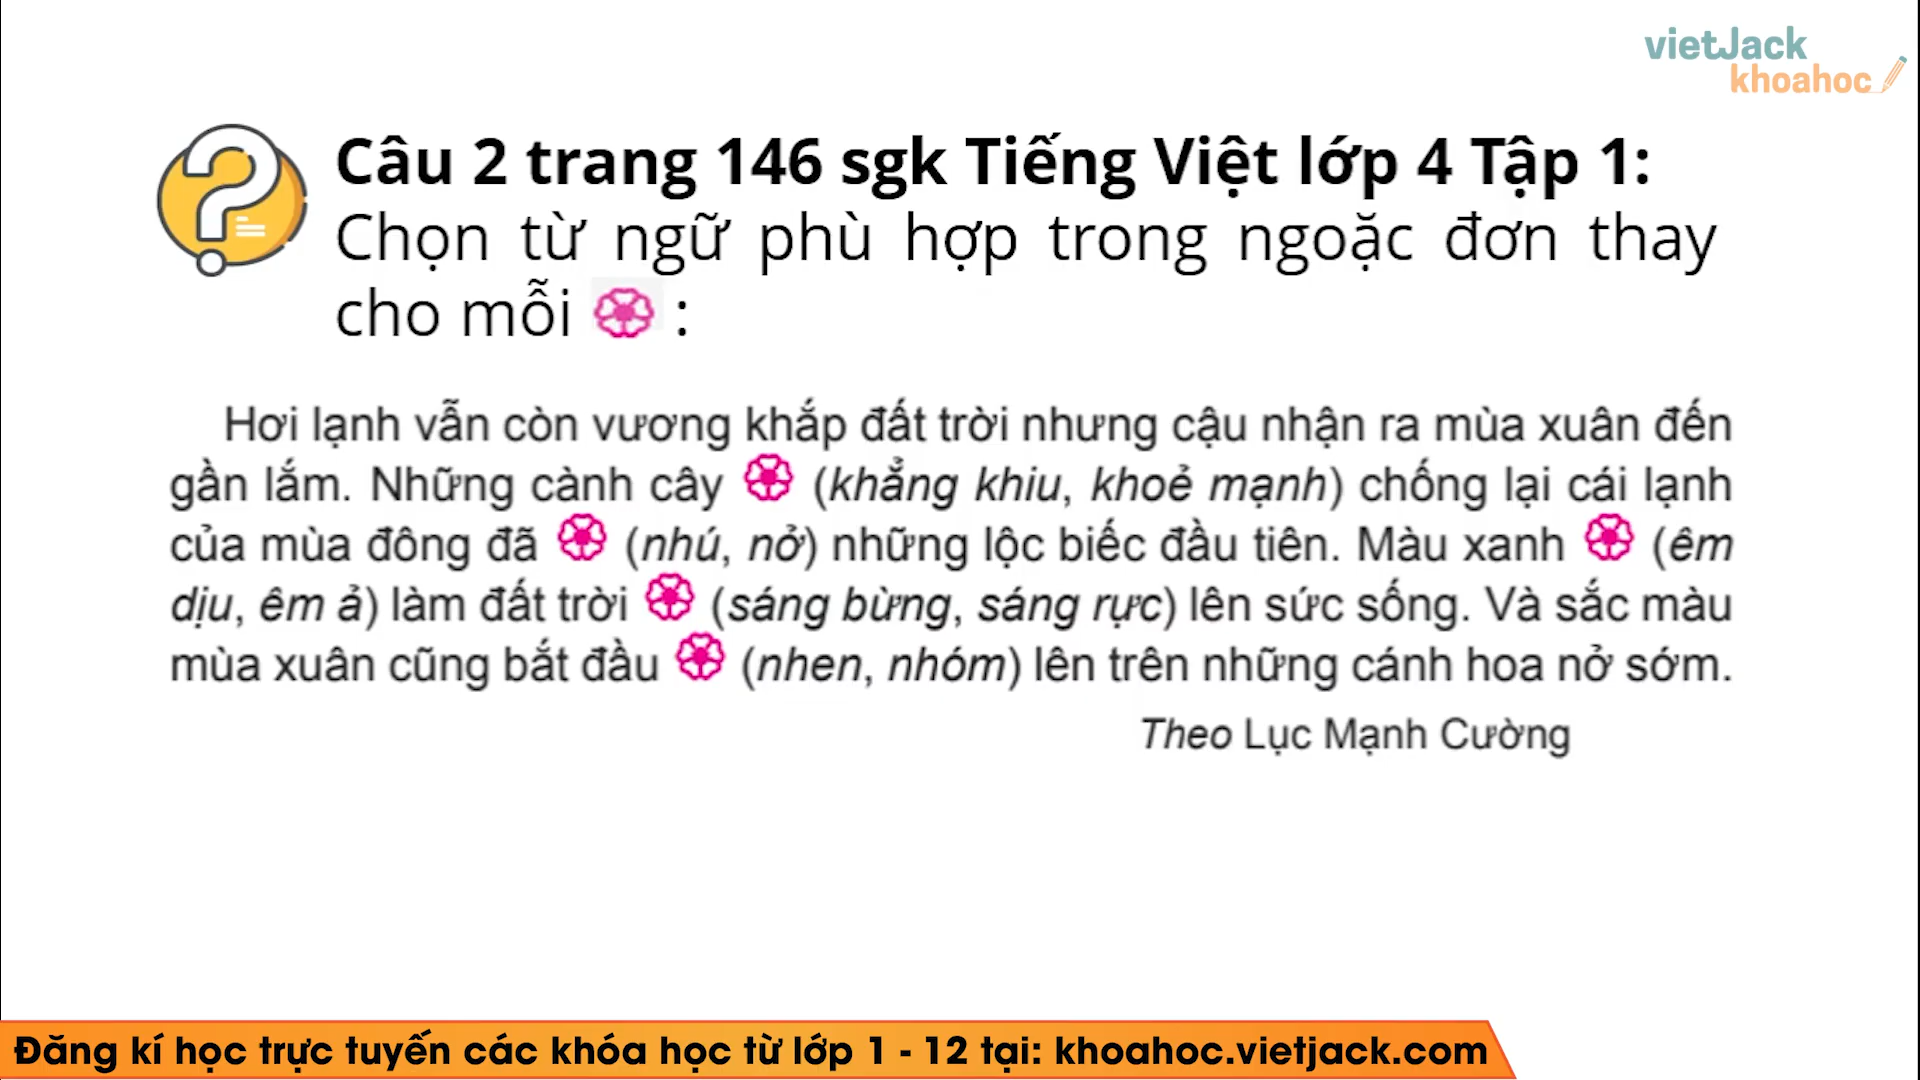 vietJack
khoahoc
Câu 2 trang 146 sgk Tiếng Việt lớp 4 Tập 1:
Chọn từ ngữ phù hợp trong ngoặc đơn thay
cho mỗi :
Hơi lạnh vẫn còn vương khắp đất trời nhưng cậu nhận ra mùa xuân đến
gần lắm. Những cành cây (khẳng khiu, khoẻ mạnh) chống lại cái lạnh
của mùa đông đã (nhú, nở) những lộc biếc đầu tiên. Màu xanh (êm
dịu, êm ả) làm đất trời (sáng bừng, sáng rực) lên sức sống. Và sắc màu
mùa xuân cũng bắt đầu (nhen, nhóm) lên trên những cánh hoa nở sớm.
Theo Lục Mạnh Cường
Đăng kí học trực tuyến các khóa học từ lớp 1 - 12 tại: khoahoc.vietjack.com